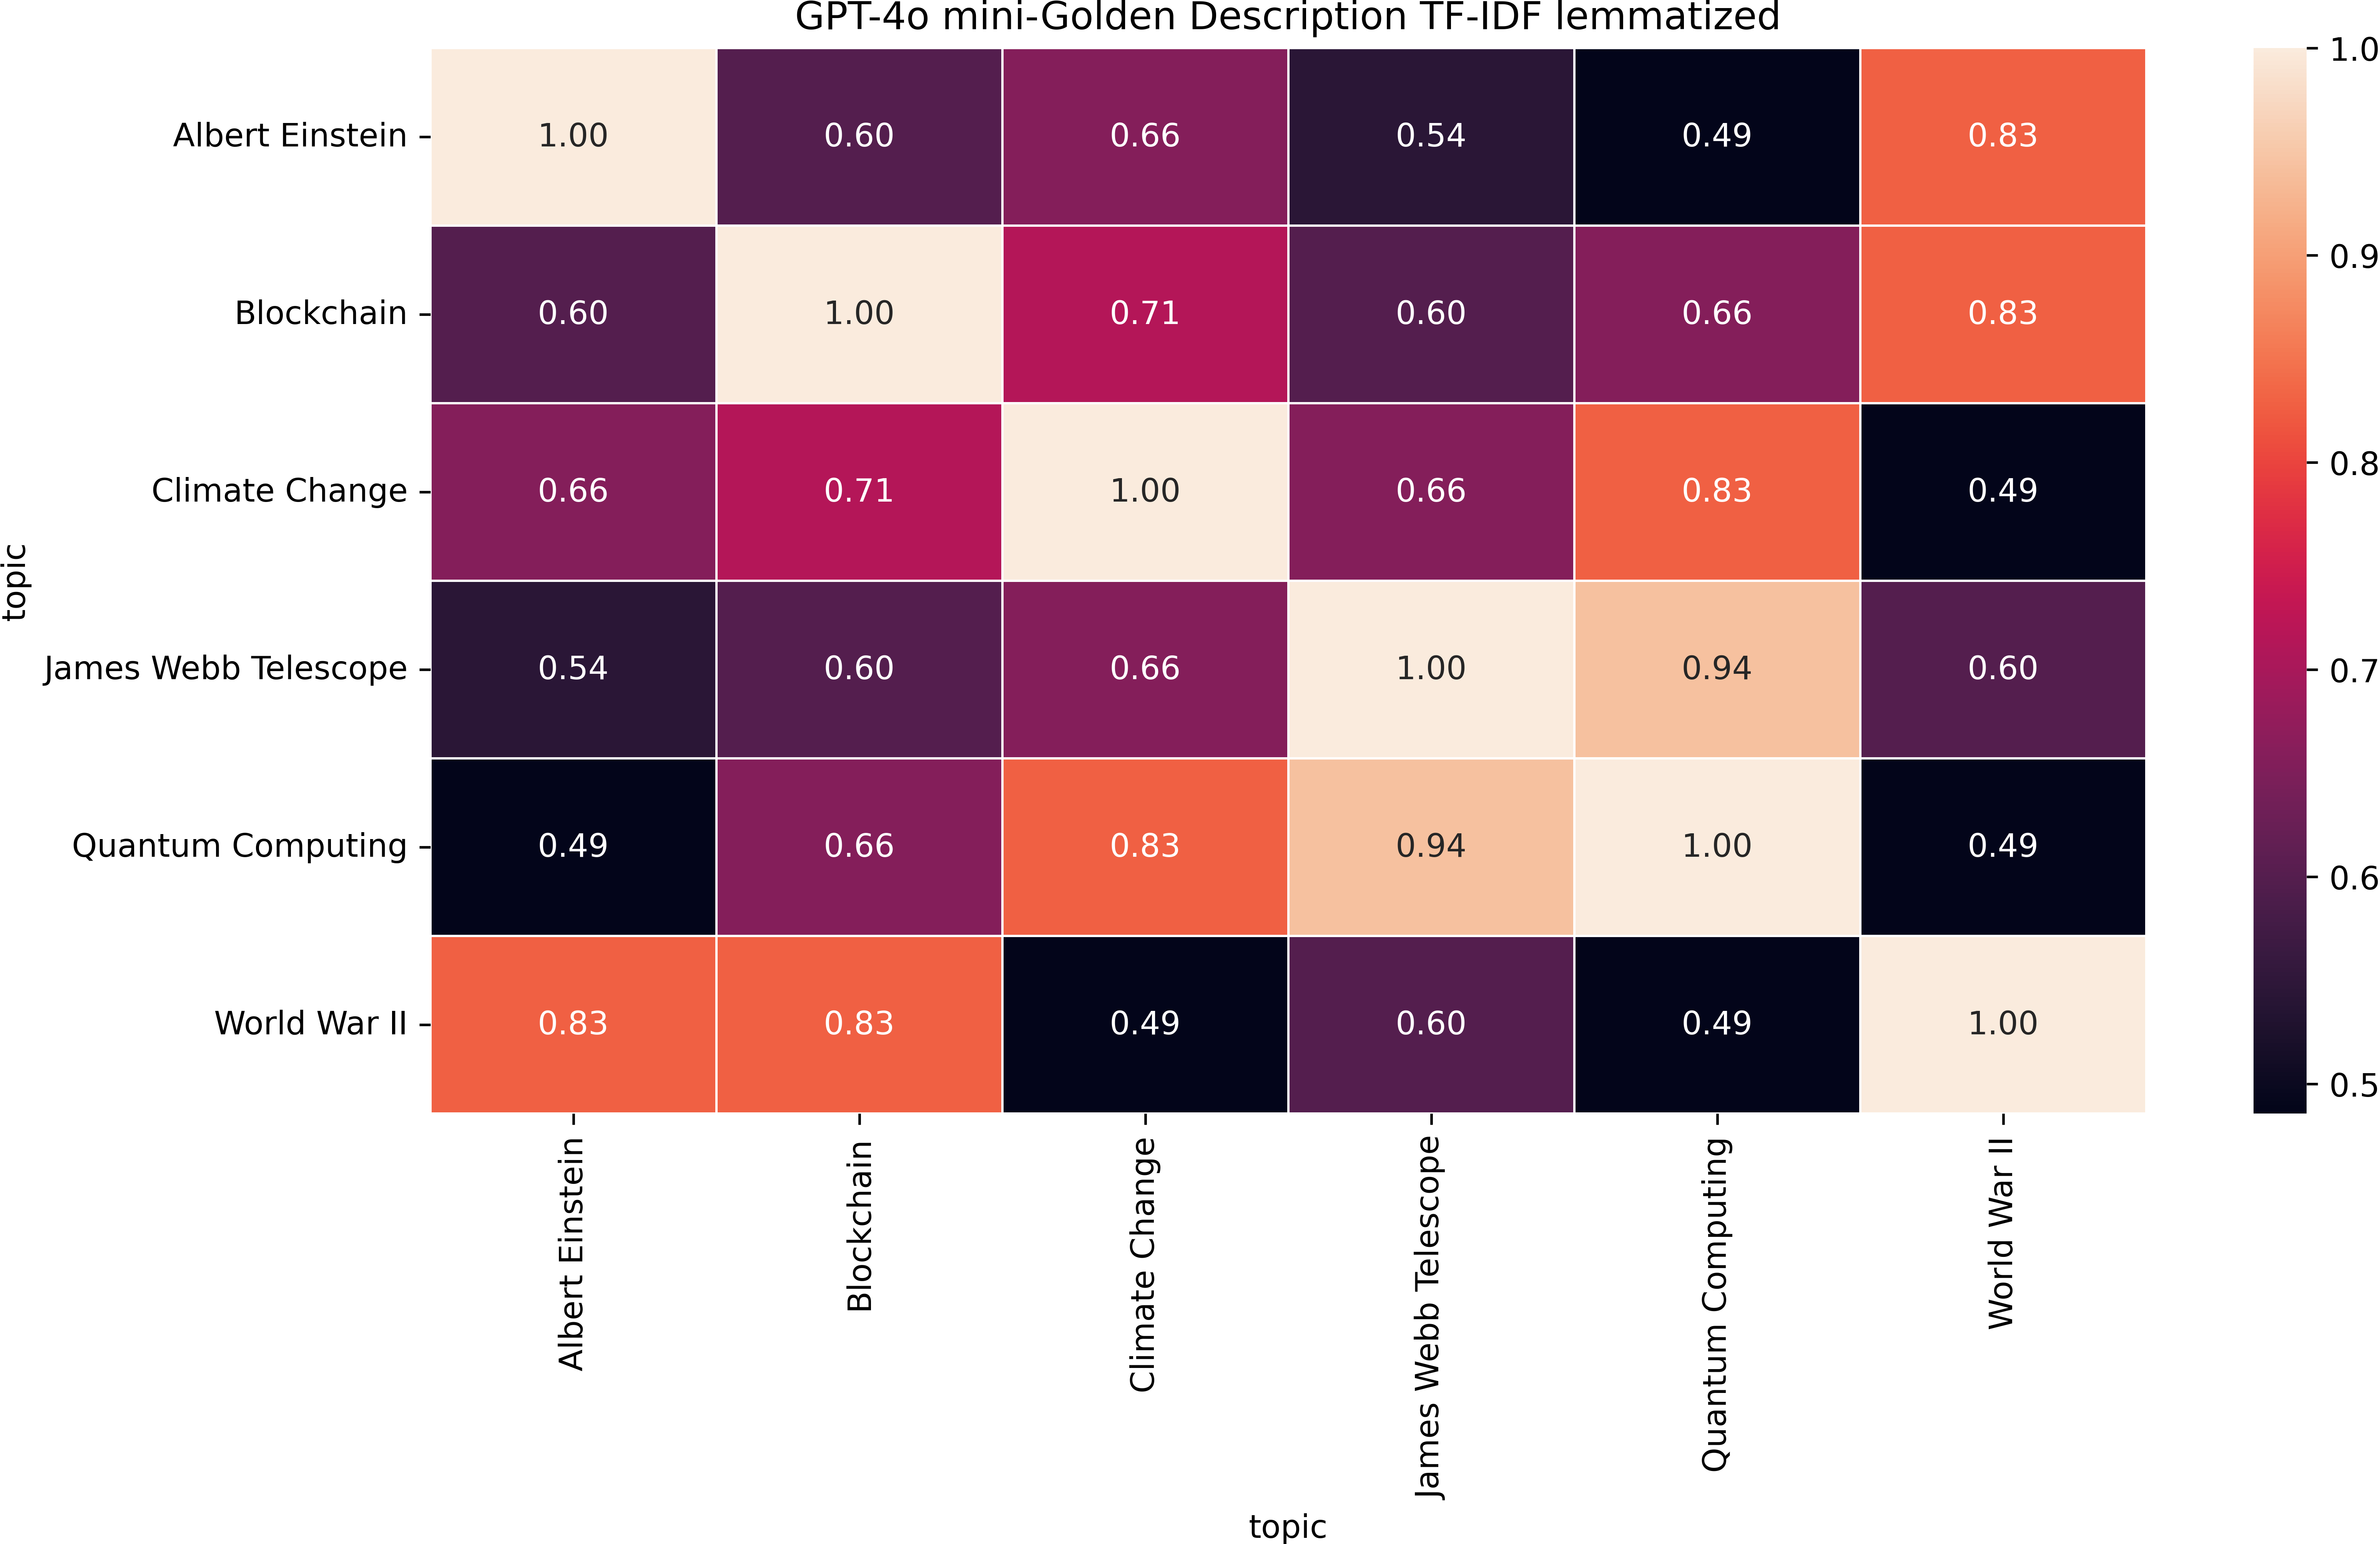 GPT-4o mini-Golden Description TF-IDF lemmatized
Albert Einstein 1.00 0.60 0.66 0.54 0.49 0.83
Blockchain 0.60 1.00 0.71 0.60 0.66 0.83
Climate Change 0.66 0.71 1.00 0.66 0.83 0.49
James Webb Telescope 0.54 0.60 0.66 1.00 0.94 0.60
Quantum Computing 0.49 0.66 0.83 0.94 1.00 0.49
World War II 0.83 0.83 0.49 0.60 0.49 1.00
topic
Albert Einstein
Blockchain
Climate Change
James Webb Telescope
Quantum Computing
World War II
topic
1.0
0.9
0.8
0.7
0.6
0.5